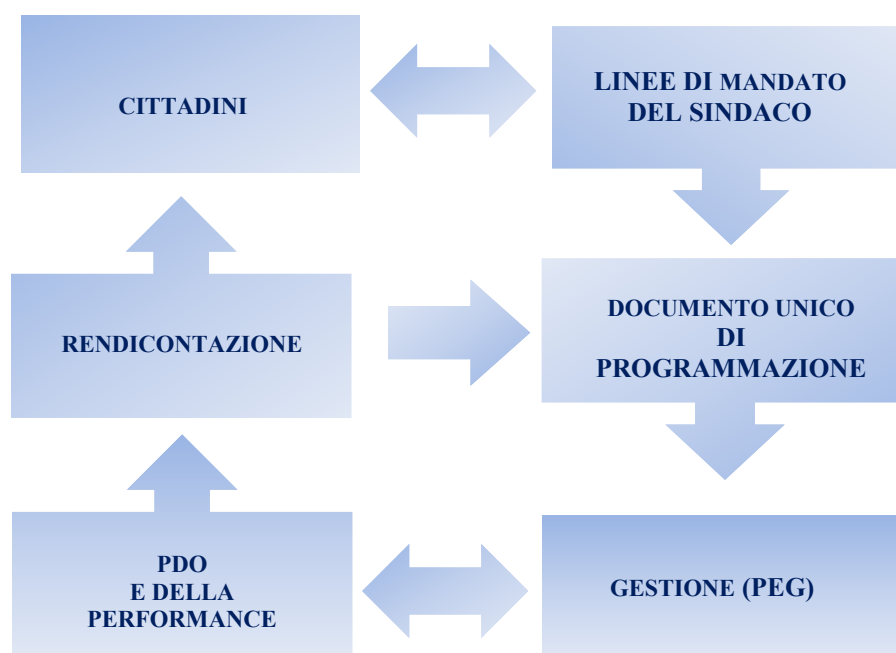 CITTADINI
LINEE DI MANDATO
DEL SINDACO
RENDICONTAZIONE
DOCUMENTO UNICO
DI
PROGRAMMAZIONE
PDO
E DELLA
PERFORMANCE
GESTIONE (PEG)